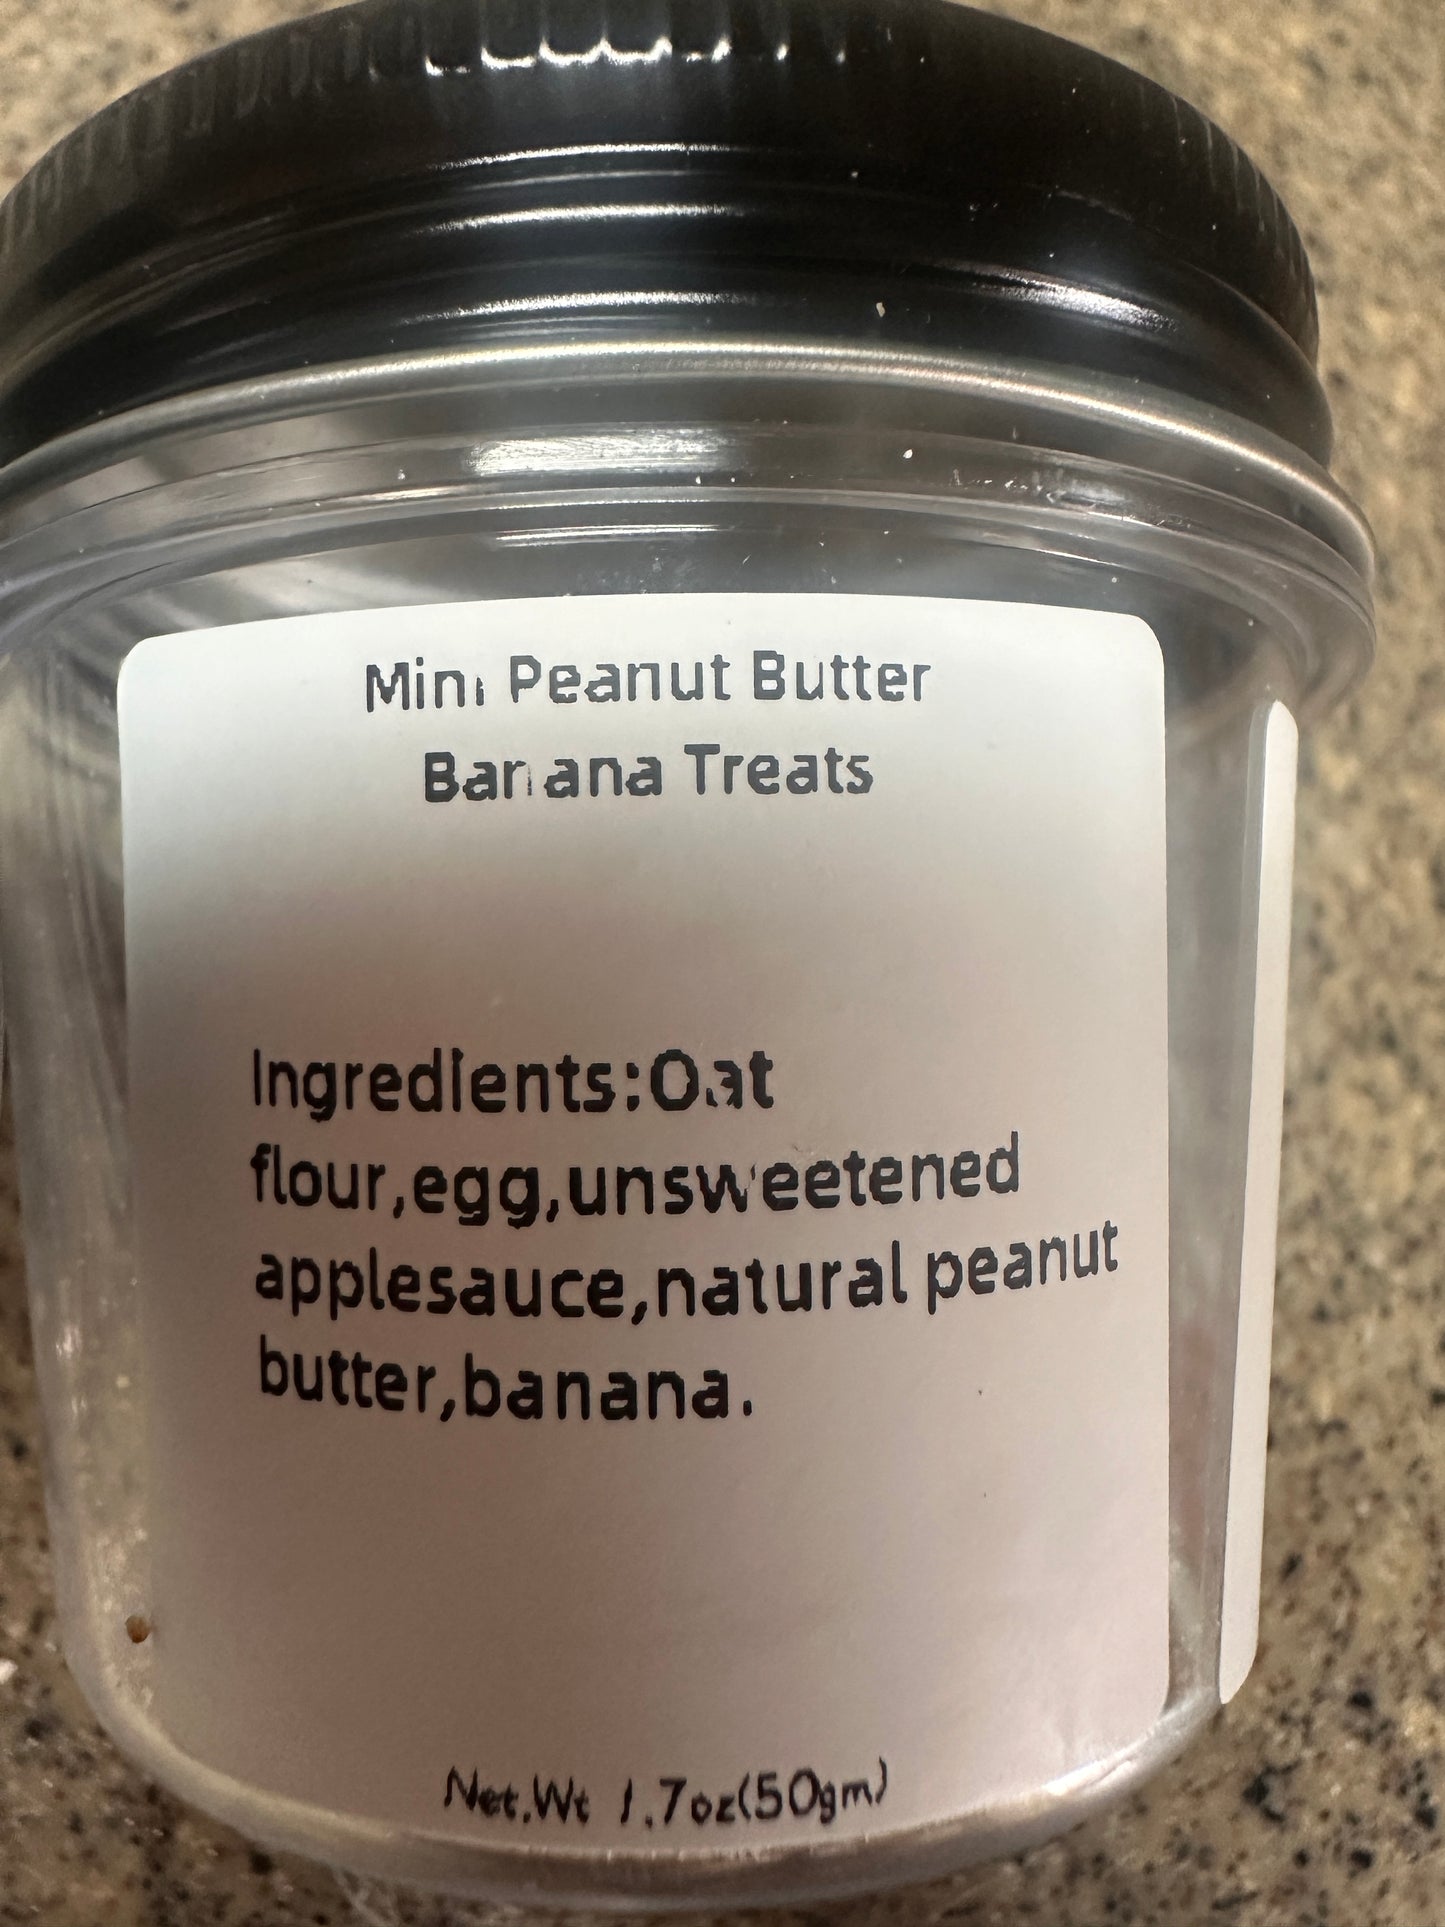 Mini Peanut Butter
Banana Treats
Ingredients:Oat
flour,egg,unsweetened
applesauce,natural peanut
butter,banana.
Net.Wt 1.7oz(50gm)